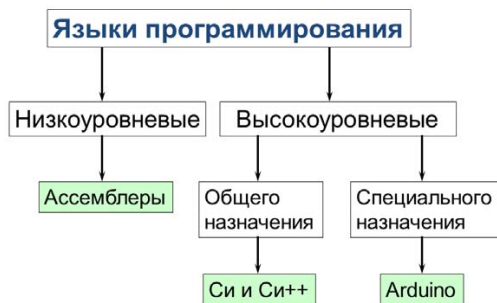 Языки программирования
Низкоуровневые
Высокоуровневые
Ассемблеры
Общего
назначения
Специального
назначения
Си и Си++
Arduino